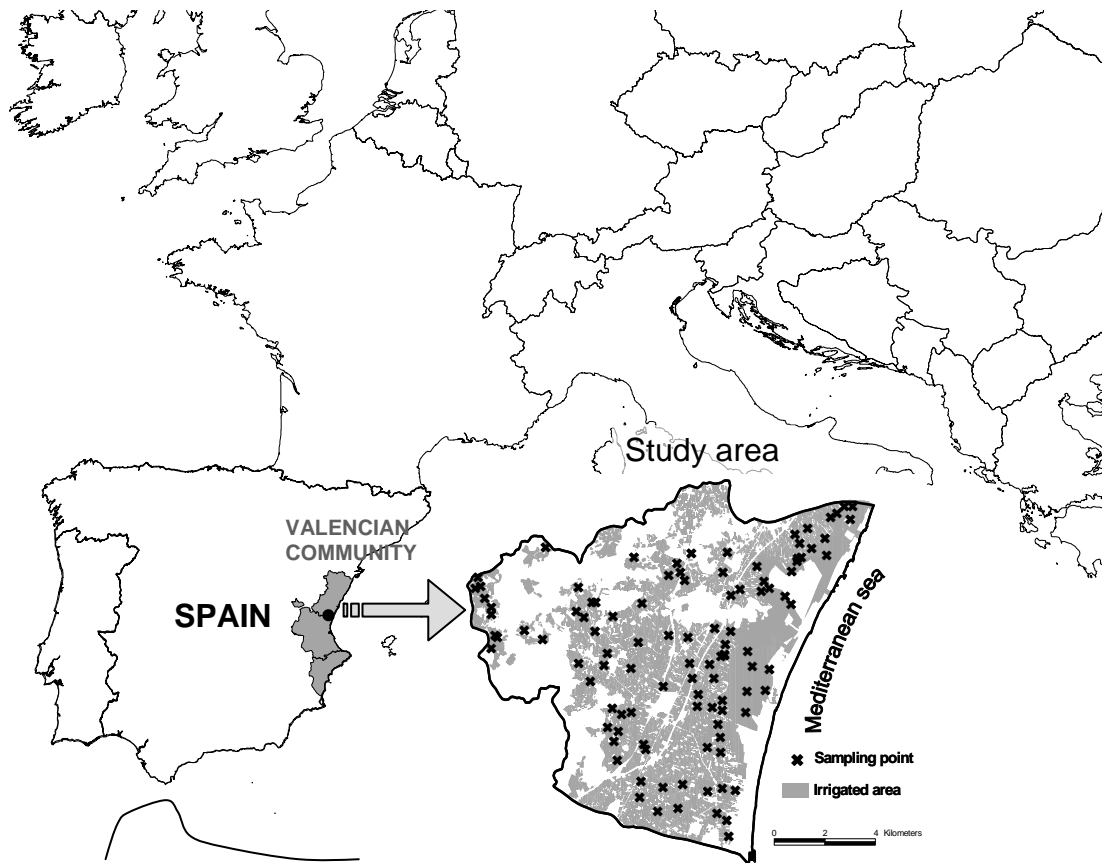 Study area
VALENCIAN
COMMUNITY
SPAIN
Mediterranean sea
Sampling point
Irrigated area
0 2 4 Kilometers